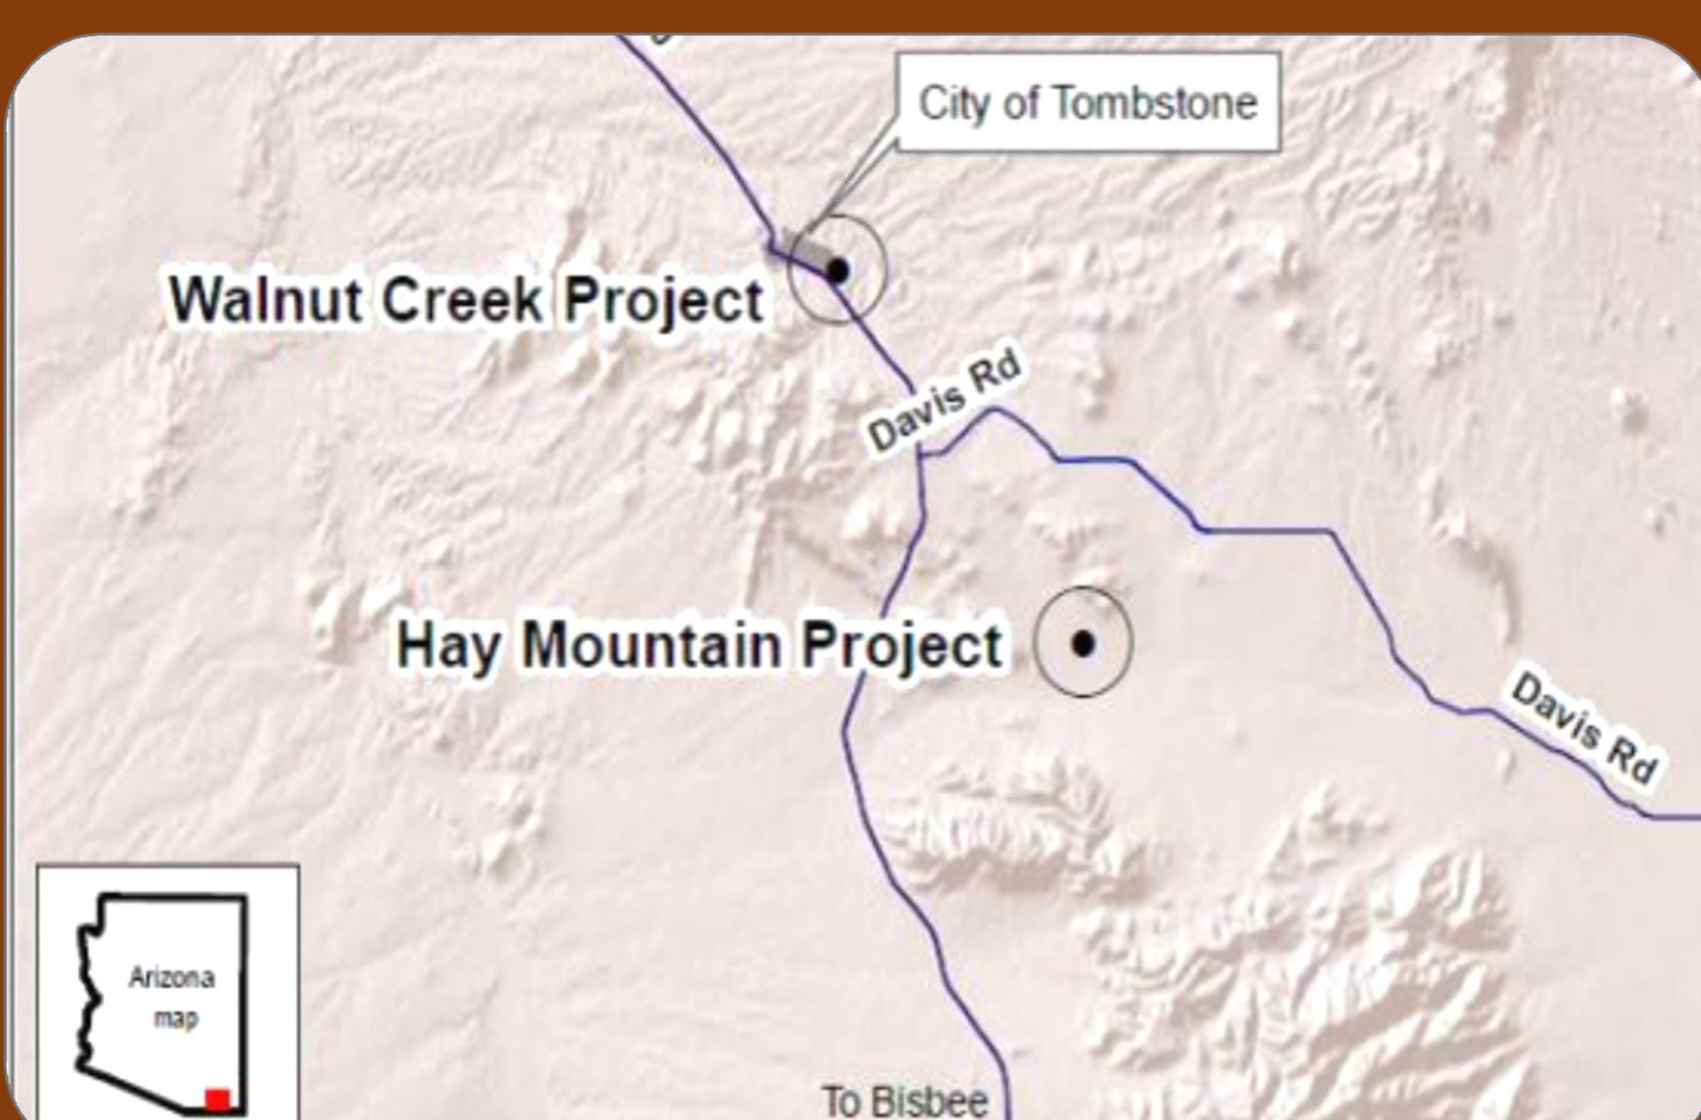 City of Tombstone
Walnut Creek Project
Davis Rd
Hay Mountain Project
Davis Rd
Arizona
map
To Bisbee